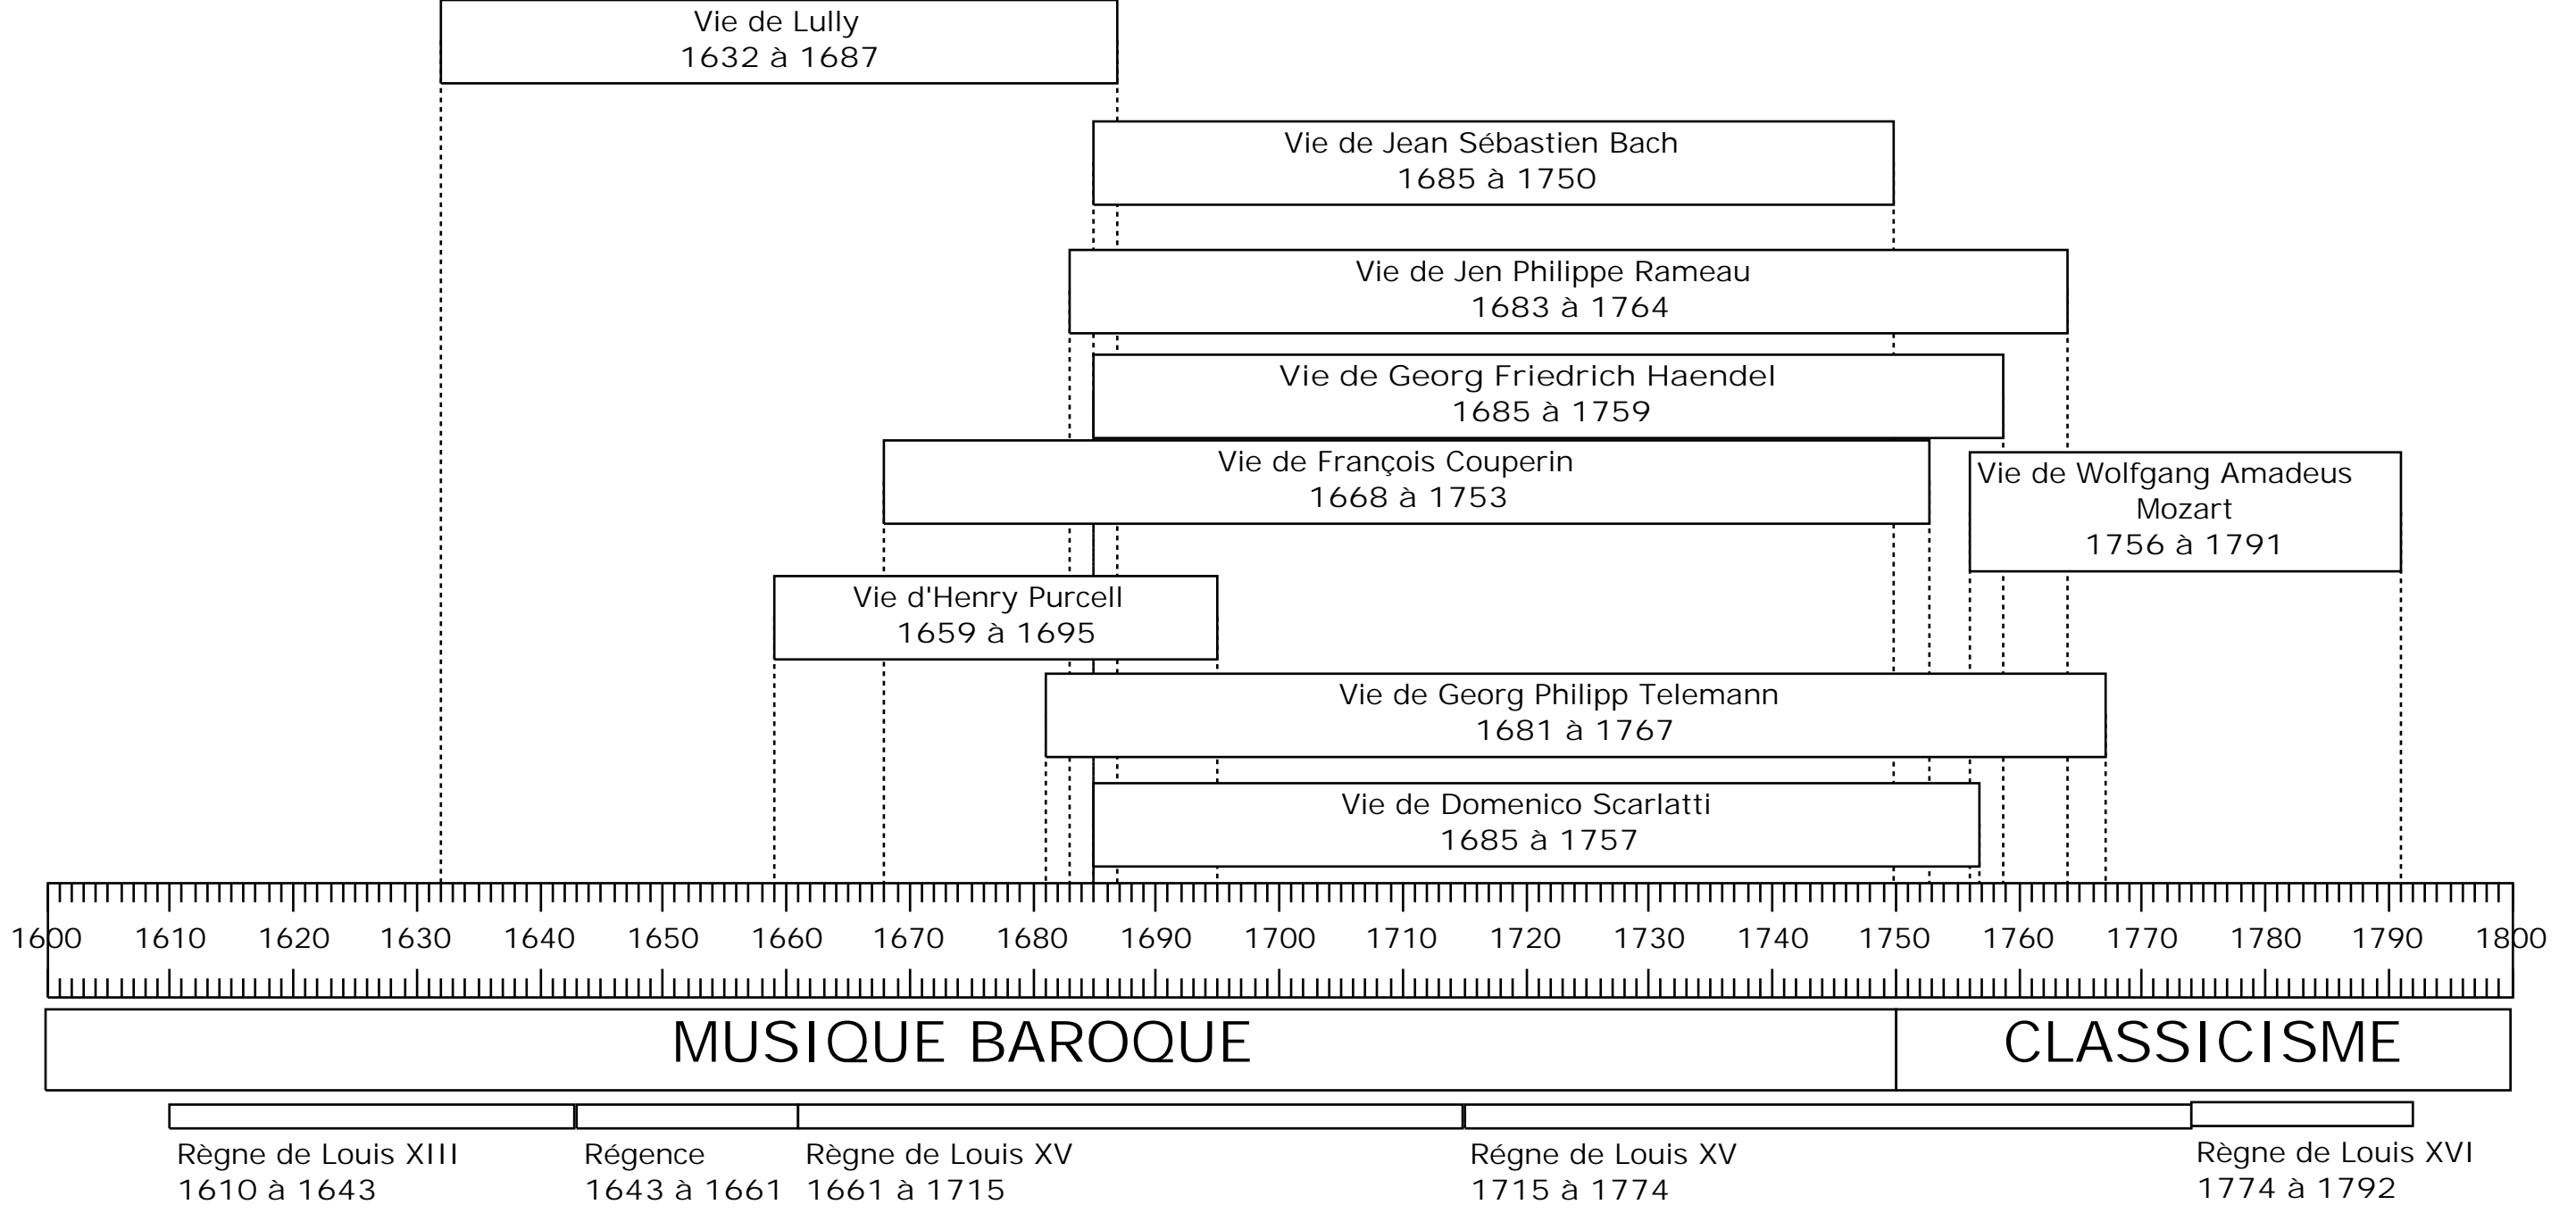 Vie de Lully
1632 à 1687
Vie de Jean Sébastien Bach
1685 à 1750
Vie de Jen Philippe Rameau
1683 à 1764
Vie de Georg Friedrich Haendel
1685 à 1759
Vie de François Couperin
1668 à 1753
Vie de Wolfgang Amadeus
Mozart
1756 à 1791
Vie d'Henry Purcell
1659 à 1695
Vie de Georg Philipp Telemann
1681 à 1767
Vie de Domenico Scarlatti
1685 à 1757
1600 1610 1620 1630 1640 1650 1660 1670 1680 1690 1700 1710 1720 1730 1740 1750 1760 1770 1780 1790 1800
MUSIQUE BAROQUE
CLASSICISME
Règne de Louis XIII
1610 à 1643
Régence
1643 à 1661
Règne de Louis XV
1661 à 1715
Régne de Louis XV
1715 à 1774
Règne de Louis XVI
1774 à 1792